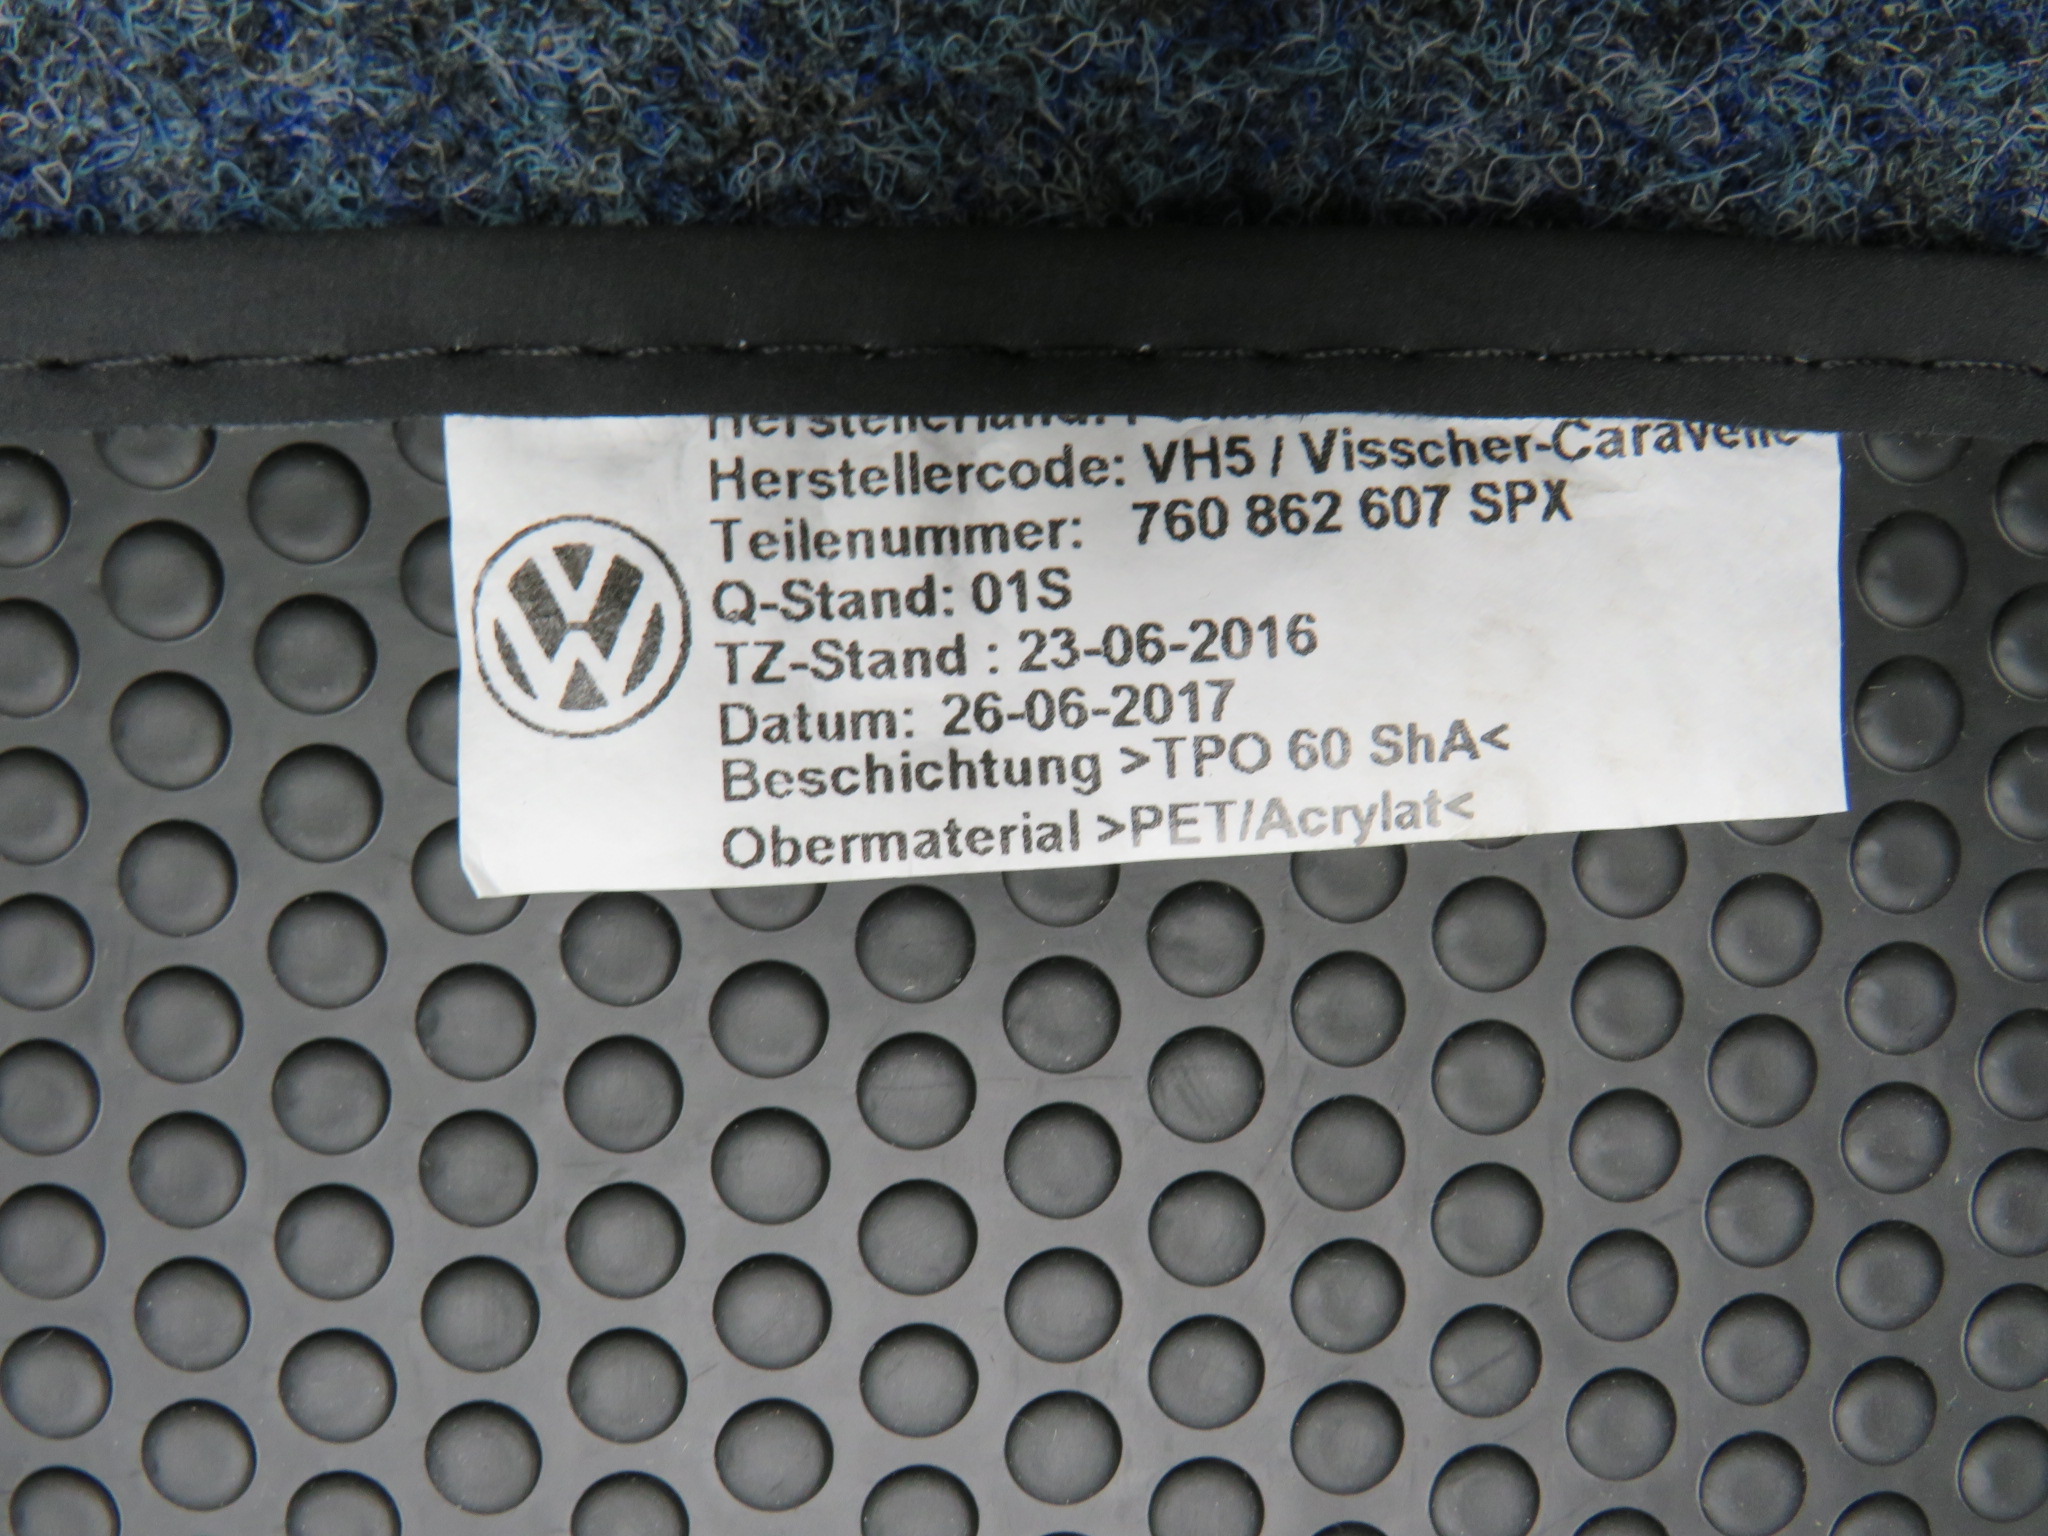 Herstellerland:
Herstellercode: VH5 / Visscher-Caravelle
Teilenummer: 760 862 607 SPX
Q-Stand: 01S
TZ-Stand : 23-06-2016
Datum: 26-06-2017
Beschichtung >TPO 60 ShA<
Obermaterial >PET/Acrylat<